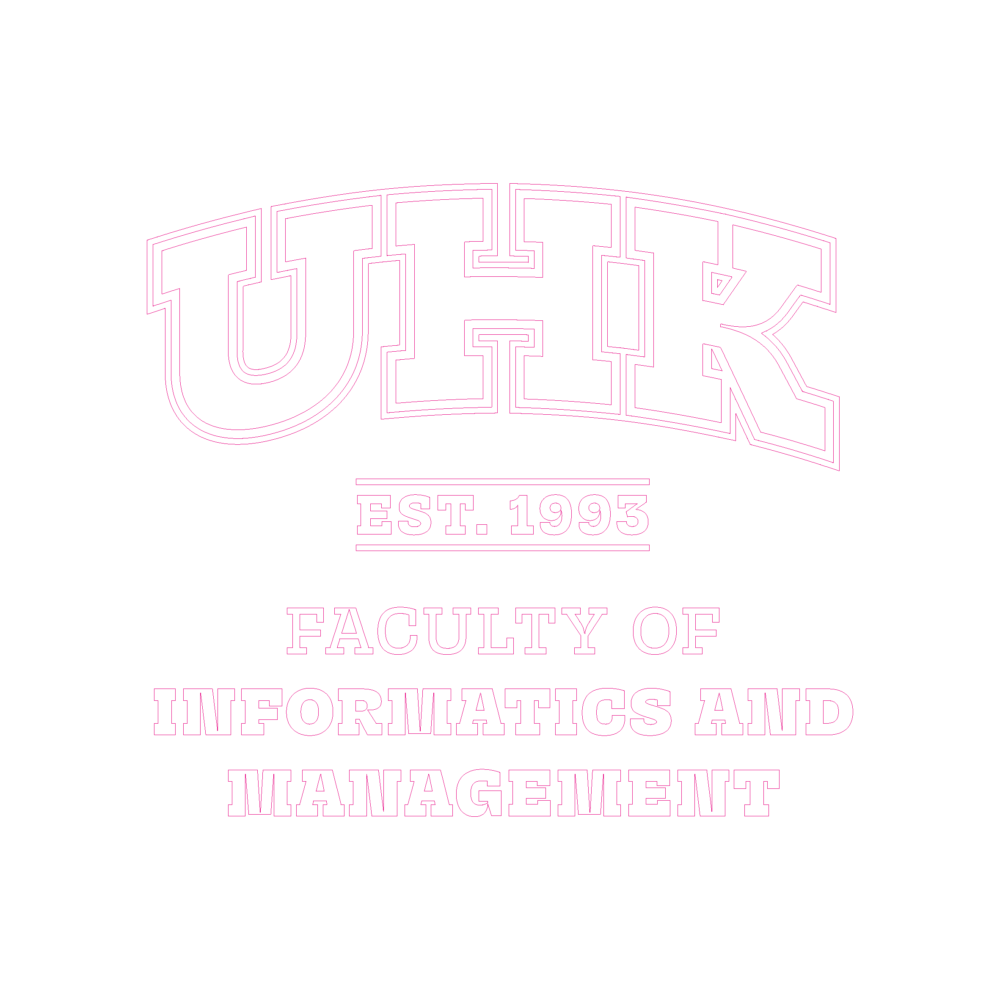 UHK
EST. 1993
FACULTY OF
INFORMATICS AND
MANAGEMENT